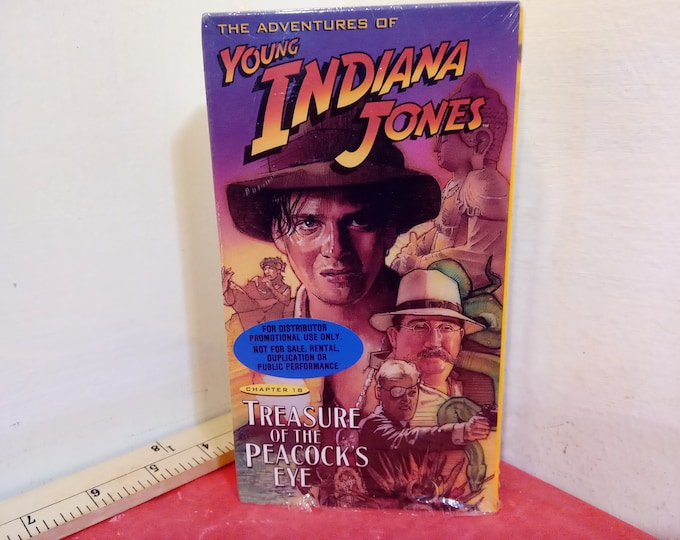 THE ADVENTURES OF
YOUNG
INDIANA
JONES
FOR DISTRIBUTOR
PROMOTIONAL USE ONLY.
NOT FOR SALE, RENTAL,
DUPLICATION OR
PUBLIC PERFORMANCE
CHAPTER 18
TREASURE
OF THE
PEACOCK'S
EYE
7
6
5
4